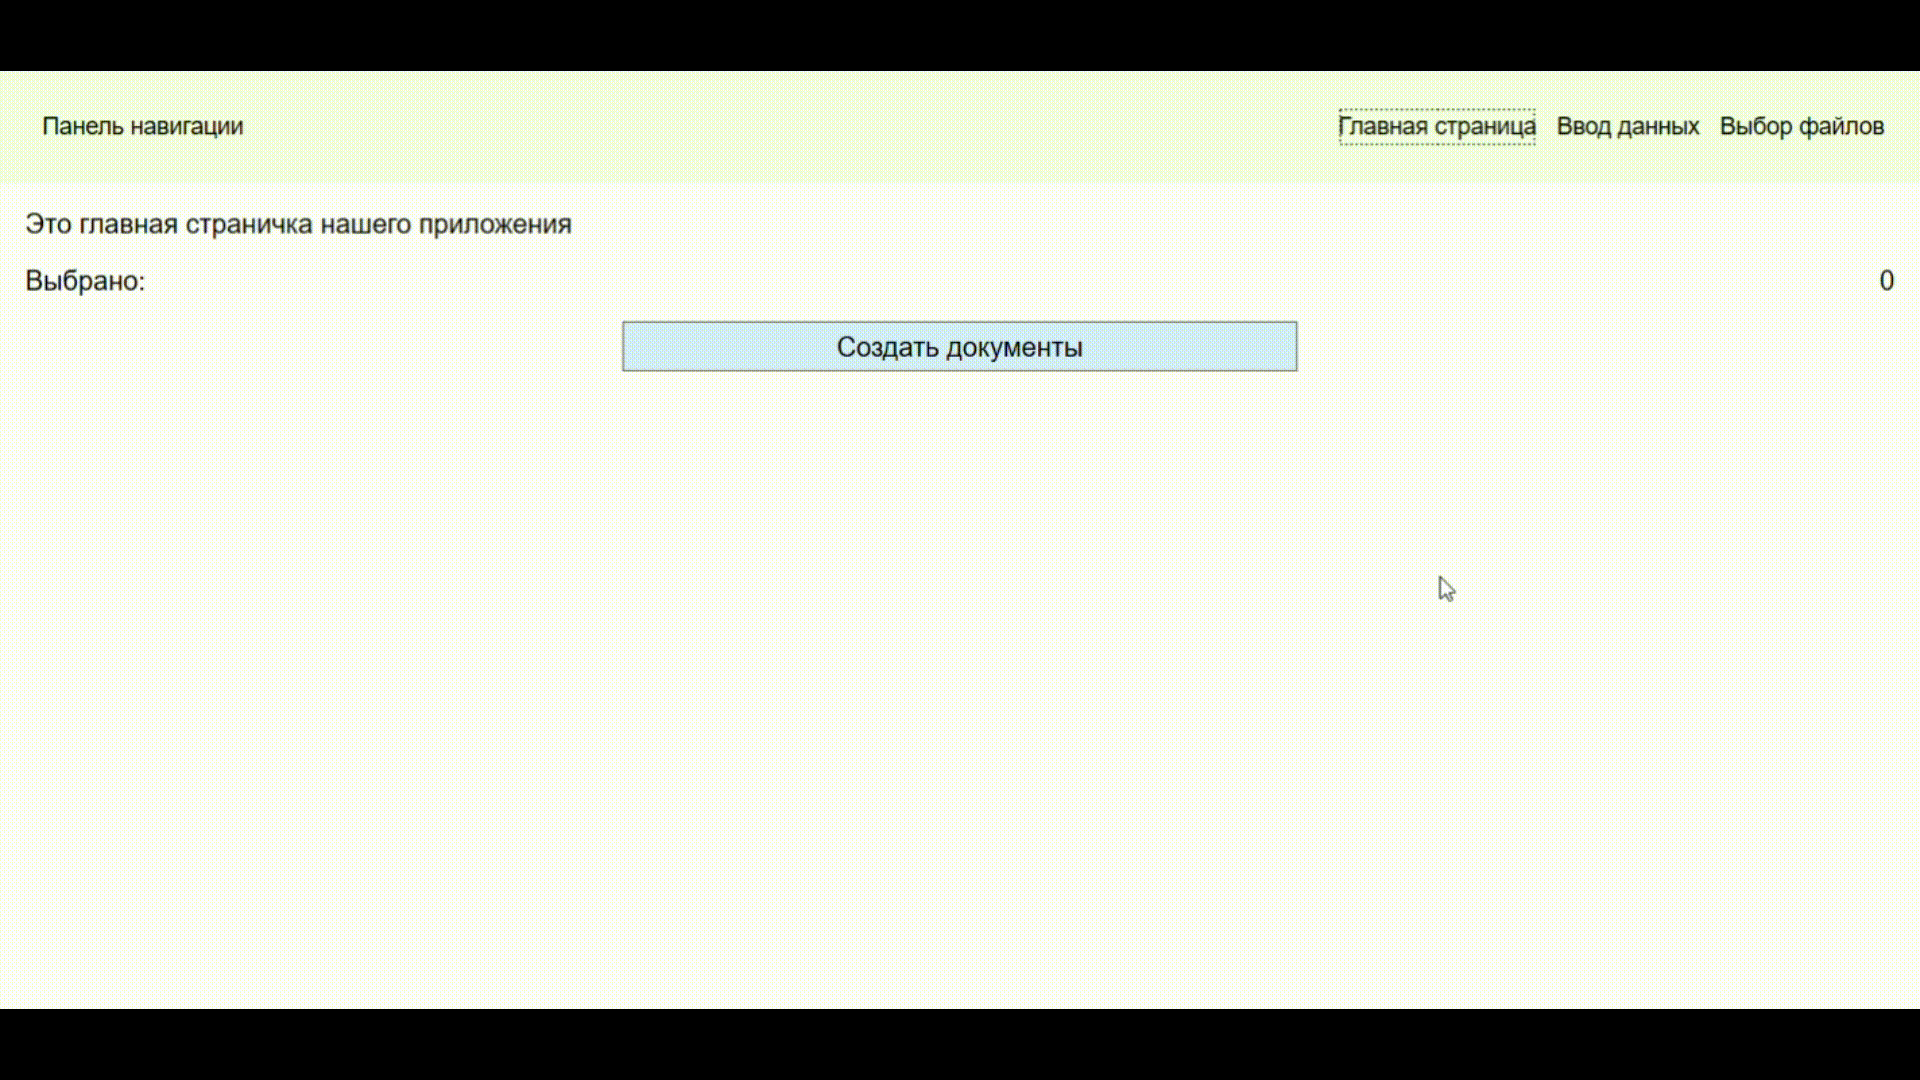 Панель навигации Главная страница Ввод данных Выбор файлов
Это главная страничка нашего приложения
Выбрано: 0
Создать документы